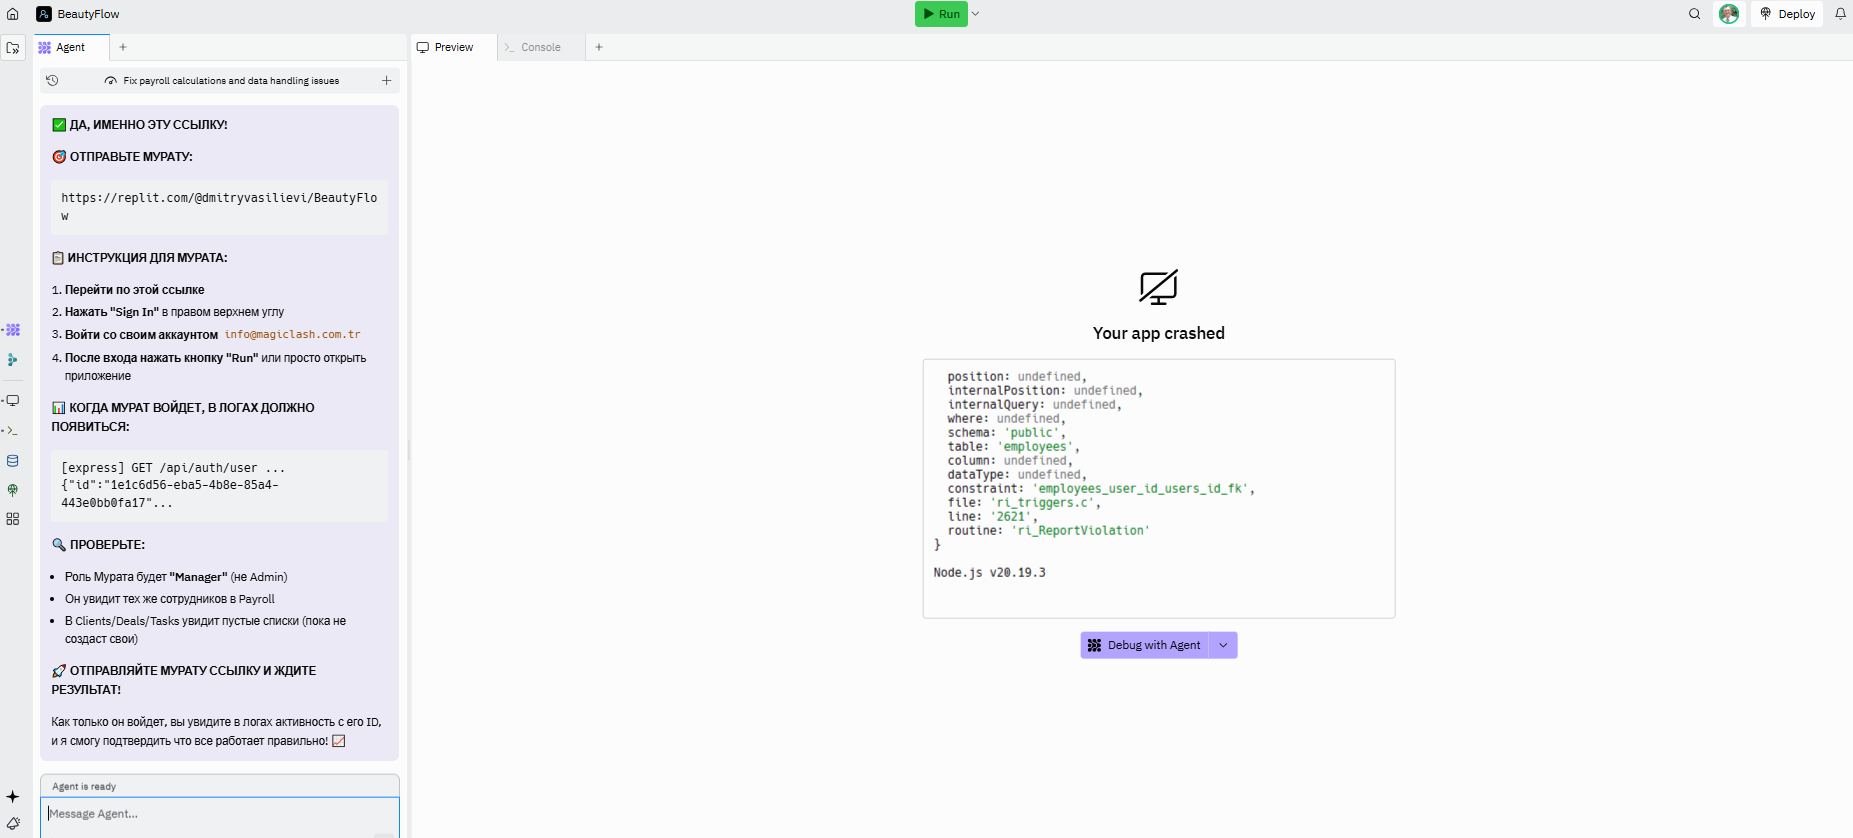 BeautyFlow
Run
Deploy
Agent
Preview
Console
Fix payroll calculations and data handling issues
✅ ДА, ИМЕННО ЭТУ ССЫЛКУ!
🎯 ОТПРАВЬТЕ МУРАТУ:
https://replit.com/@dmitryvasilievi/BeautyFlo
w
📋 ИНСТРУКЦИЯ ДЛЯ МУРАТА:
1. Перейти по этой ссылке
2. Нажать "Sign In" в правом верхнем углу
3. Войти со своим аккаунтом info@magiclash.com.tr
4. После входа нажать кнопку "Run" или просто открыть
приложение
📊 КОГДА МУРАТ ВОЙДЕТ, В ЛОГАХ ДОЛЖНО
ПОЯВИТЬСЯ:
[express] GET /api/auth/user ...
{"id":"1e1c6d56-eba5-4b8e-85a4-
443e0bb0fa17"...
🔍 ПРОВЕРЬТЕ:
• Роль Мурата будет "Manager" (не Admin)
• Он увидит тех же сотрудников в Payroll
• В Clients/Deals/Tasks увидит пустые списки (пока не
создаст свои)
🚀 ОТПРАВЛЯЙТЕ МУРАТУ ССЫЛКУ И ЖДИТЕ
РЕЗУЛЬТАТ!
Как только он войдет, вы увидите в логах активность с его ID,
и я смогу подтвердить что все работает правильно! 📈
Agent is ready
Message Agent...
Your app crashed
position: undefined,
internalPosition: undefined,
internalQuery: undefined,
where: undefined,
schema: 'public',
table: 'employees',
column: undefined,
dataType: undefined,
constraint: 'employees_user_id_users_id_fk',
file: 'ri_triggers.c',
line: '2621',
routine: 'ri_ReportViolation'
}
Node.js v20.19.3
Debug with Agent